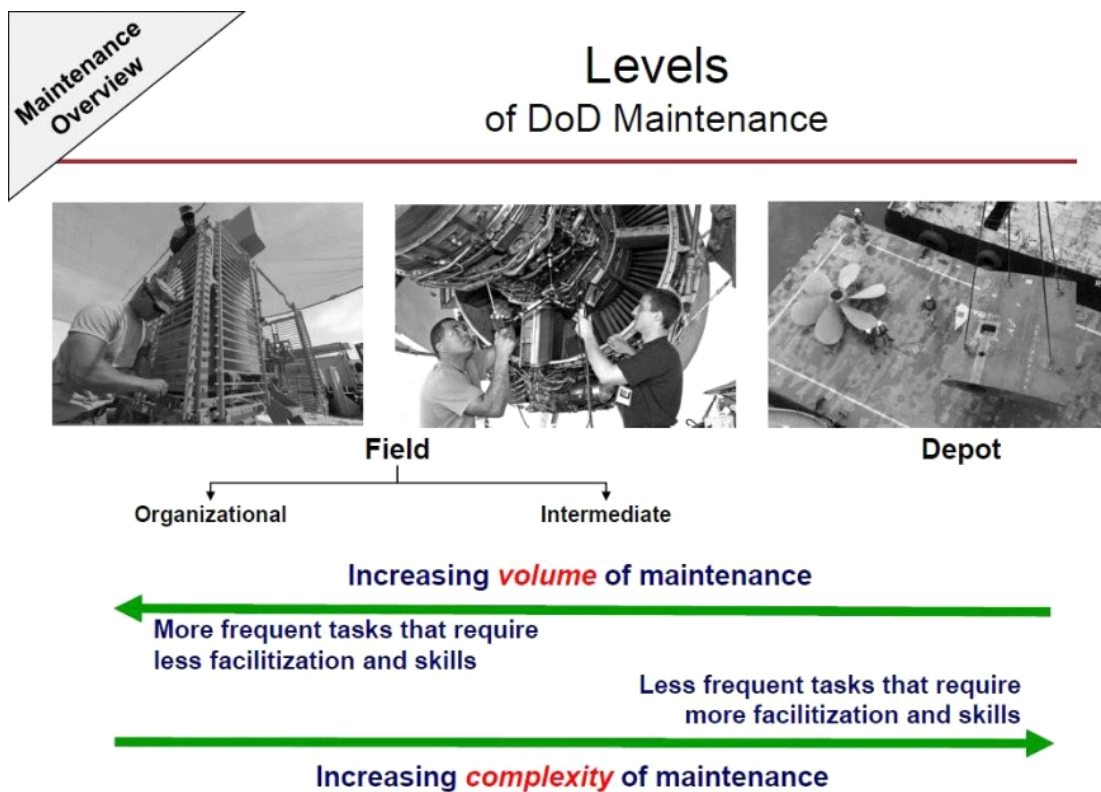 Maintenance
Overview
Levels
of DoD Maintenance
Field
Depot
Organizational
Intermediate
Increasing volume of maintenance
More frequent tasks that require
less facilitization and skills
Less frequent tasks that require
more facilitization and skills
Increasing complexity of maintenance